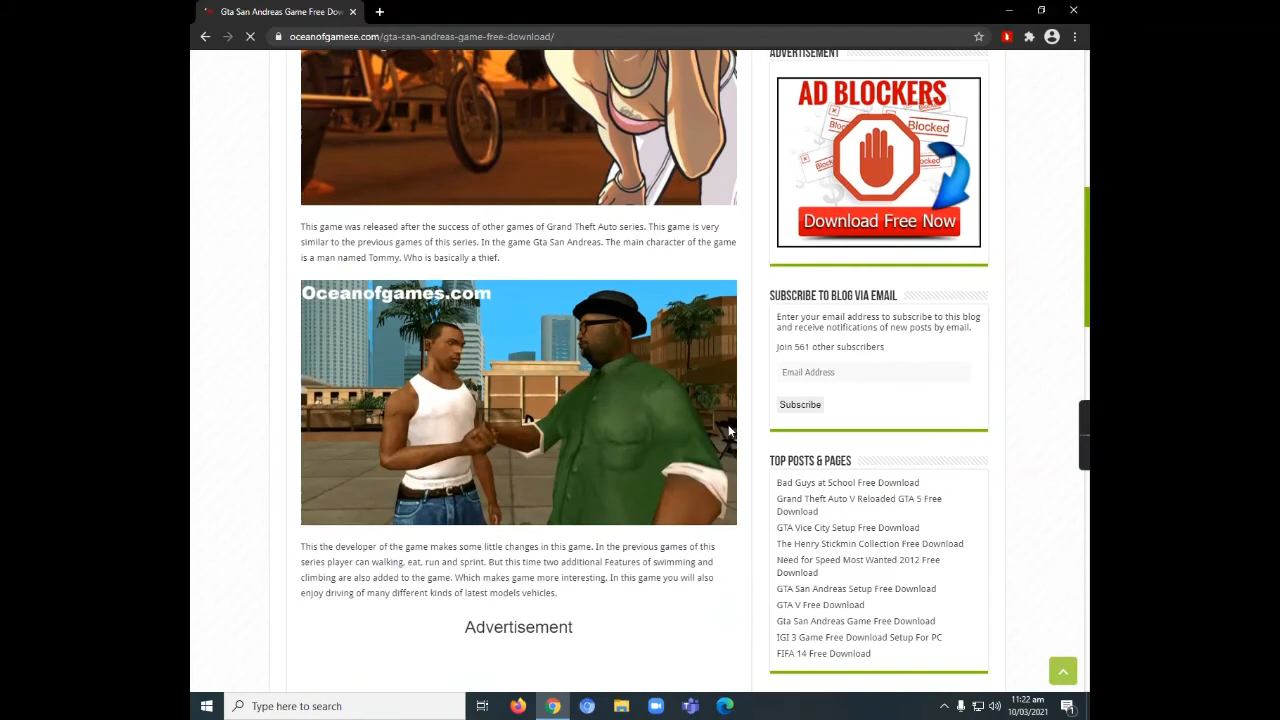 Gta San Andreas Game Free Dow
oceanofgamese.com/gta-san-andreas-game-free-download/
This game was released after the success of other games of Grand Theft Auto series. This game is very
similar to the previous games of this series. In the game Gta San Andreas. The main character of the game
is a man named Tommy. Who is basically a thief.
Oceanofgames.com
This the developer of the game makes some little changes in this game. In the previous games of this
series player can walking, eat, run and sprint. But this time two additional Features of swimming and
climbing are also added to the game. Which makes game more interesting. In this game you will also
enjoy driving of many different kinds of latest models vehicles.
Advertisement
ADVERTISEMENT
AD BLOCKERS
Blocked
Blocked
Download Free Now
SUBSCRIBE TO BLOG VIA EMAIL
Enter your email address to subscribe to this blog
and receive notifications of new posts by email.
Join 561 other subscribers
Email Address
Subscribe
TOP POSTS & PAGES
Bad Guys at School Free Download
Grand Theft Auto V Reloaded GTA 5 Free
Download
GTA Vice City Setup Free Download
The Henry Stickmin Collection Free Download
Need for Speed Most Wanted 2012 Free
Download
GTA San Andreas Setup Free Download
GTA V Free Download
Gta San Andreas Game Free Download
IGI 3 Game Free Download Setup For PC
FIFA 14 Free Download
Type here to search
11:22 am
10/03/2021
1